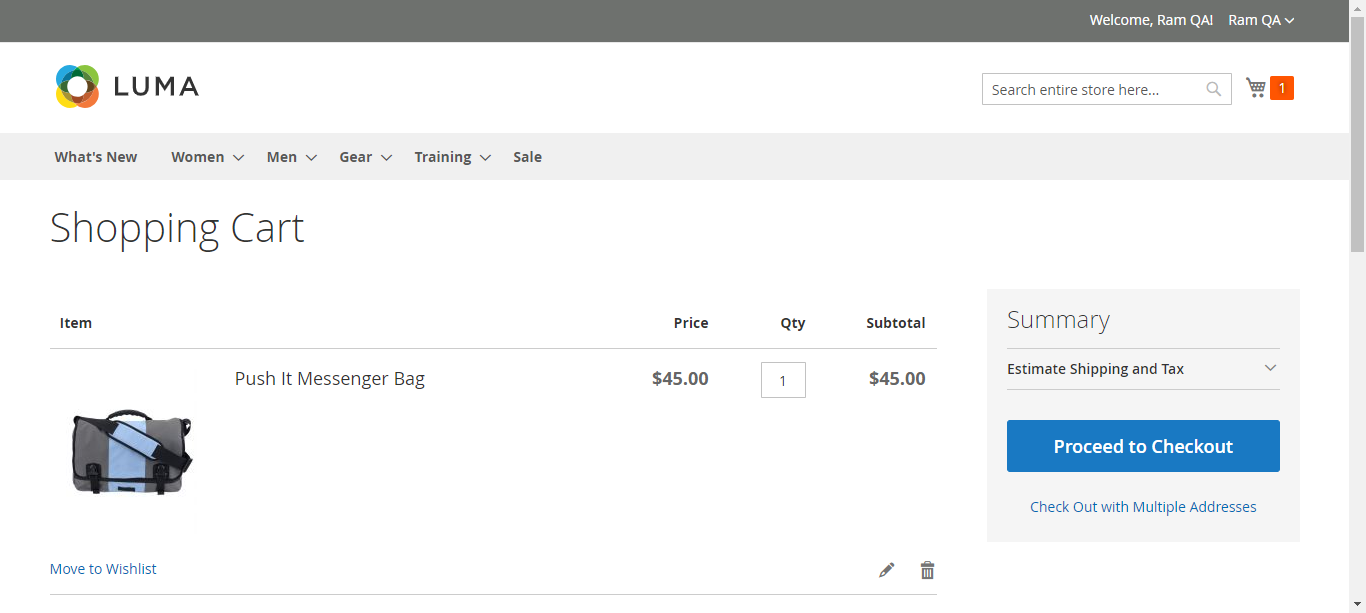 Welcome, Ram QA! Ram QA
LUMA
Search entire store here... 1
What's New Women Men Gear Training Sale
Shopping Cart
Item Price Qty Subtotal
Push It Messenger Bag $45.00 1 $45.00
Move to Wishlist
Summary
Estimate Shipping and Tax
Proceed to Checkout
Check Out with Multiple Addresses